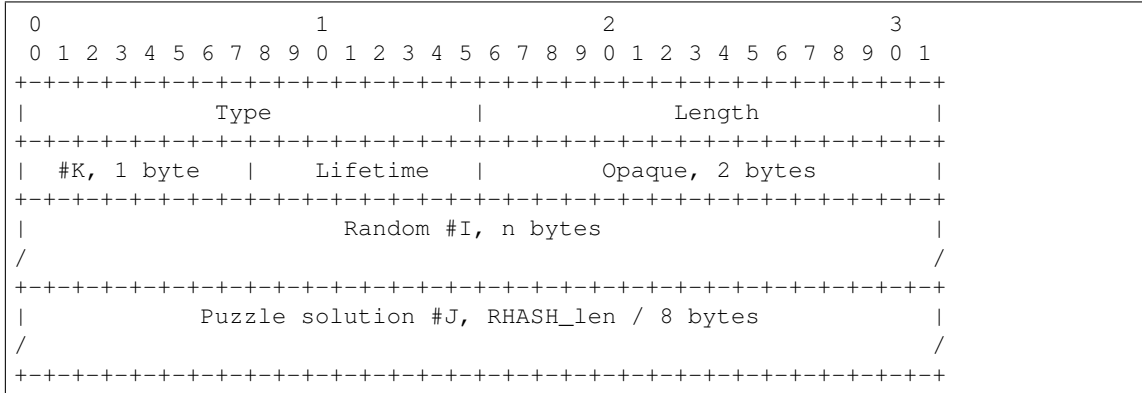 0                   1                   2                   3
 0 1 2 3 4 5 6 7 8 9 0 1 2 3 4 5 6 7 8 9 0 1 2 3 4 5 6 7 8 9 0 1
+-+-+-+-+-+-+-+-+-+-+-+-+-+-+-+-+-+-+-+-+-+-+-+-+-+-+-+-+-+-+-+-+
|             Type              |             Length            |
+-+-+-+-+-+-+-+-+-+-+-+-+-+-+-+-+-+-+-+-+-+-+-+-+-+-+-+-+-+-+-+-+
|  #K, 1 byte   |    Lifetime   |        Opaque, 2 bytes        |
+-+-+-+-+-+-+-+-+-+-+-+-+-+-+-+-+-+-+-+-+-+-+-+-+-+-+-+-+-+-+-+-+
|                      Random #I, n bytes                       |
/                                                               /
+-+-+-+-+-+-+-+-+-+-+-+-+-+-+-+-+-+-+-+-+-+-+-+-+-+-+-+-+-+-+-+-+
|            Puzzle solution #J, RHASH_len / 8 bytes            |
/                                                               /
+-+-+-+-+-+-+-+-+-+-+-+-+-+-+-+-+-+-+-+-+-+-+-+-+-+-+-+-+-+-+-+-+